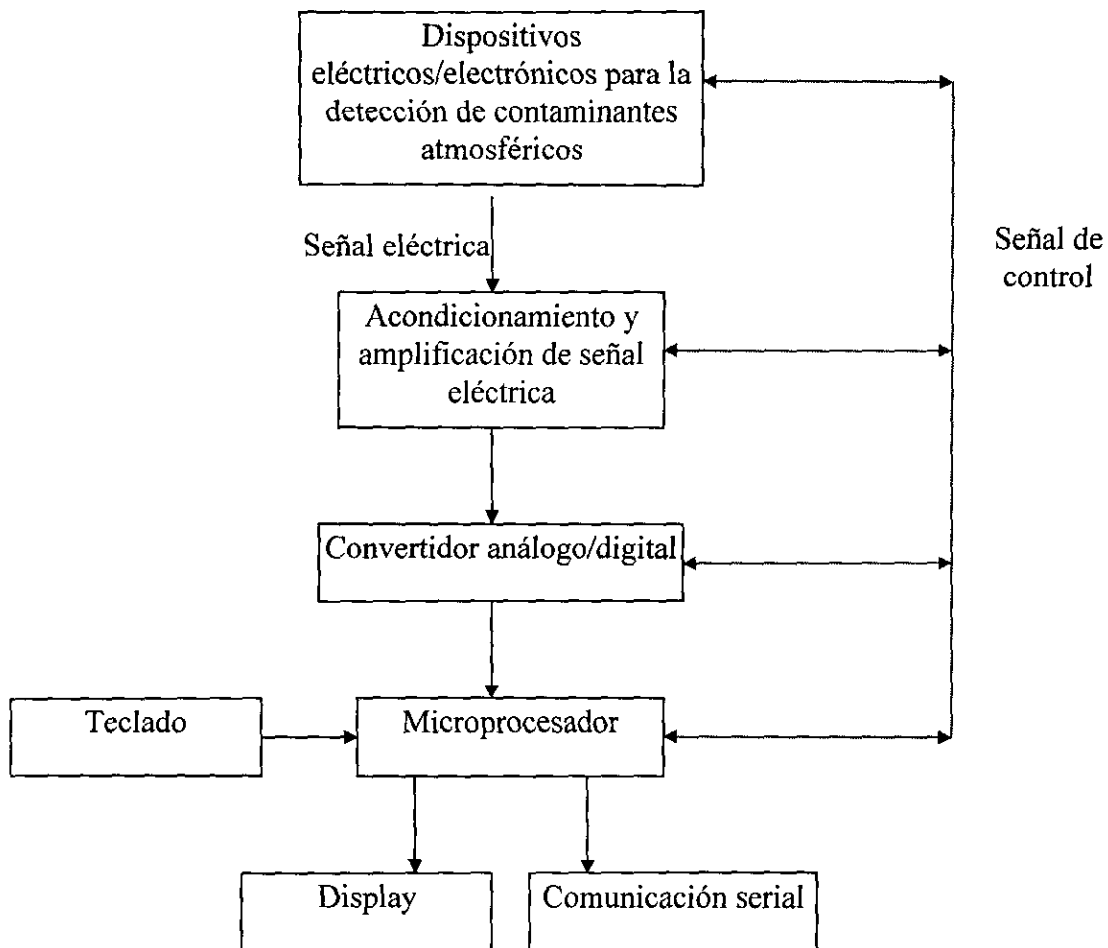 Dispositivos
eléctricos/electrónicos para la
detección de contaminantes
atmosféricos
Señal eléctrica
Señal de
control
Acondicionamiento y
amplificación de señal
eléctrica
Convertidor análogo/digital
Teclado
Microprocesador
Display
Comunicación serial